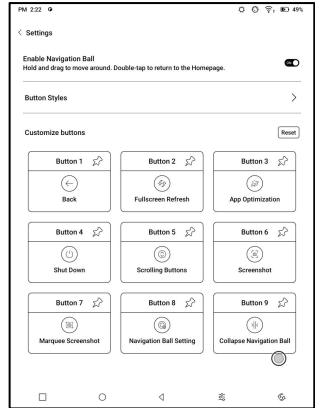 PM 2:22
49%
Settings
Enable Navigation Ball
Hold and drag to move around. Double-tap to return to the Homepage.
ON
Button Styles
Customize buttons
Reset
Button 1
Button 2
Button 3
Back
Fullscreen Refresh
App Optimization
Button 4
Button 5
Button 6
Shut Down
Scrolling Buttons
Screenshot
Button 7
Button 8
Button 9
Marquee Screenshot
Navigation Ball Setting
Collapse Navigation Ball